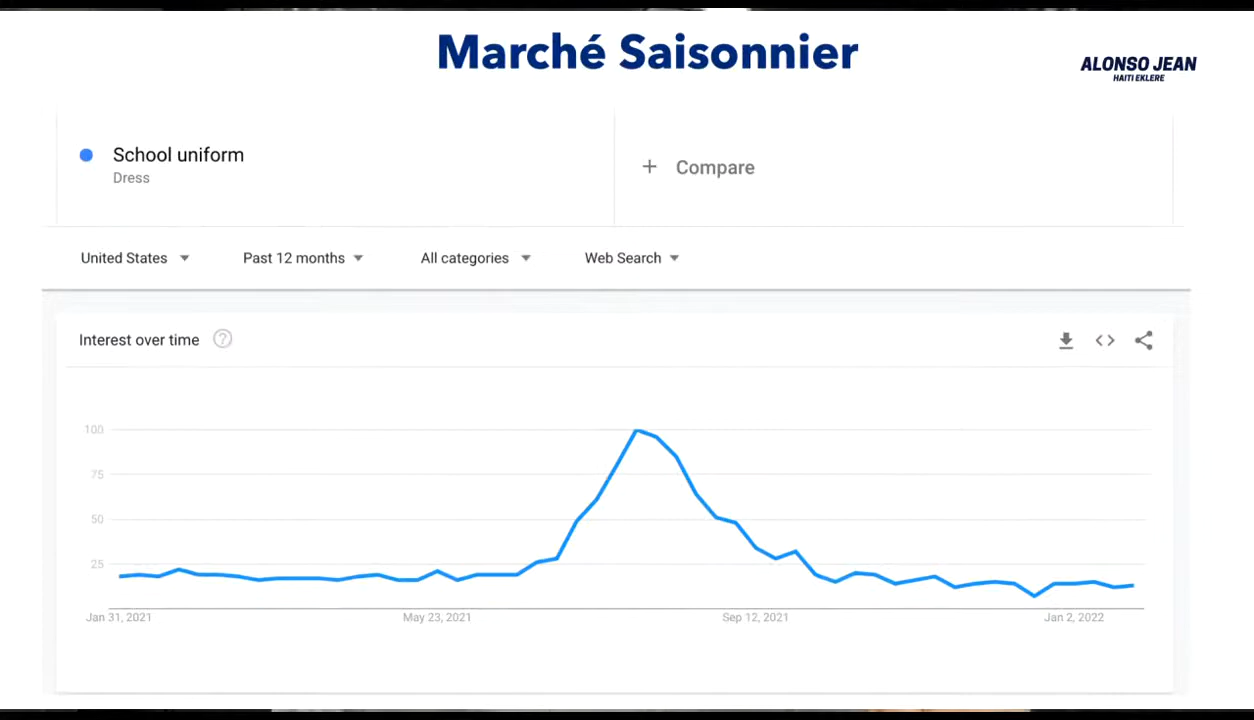 Marché Saisonnier
ALONSO JEAN
HAITI EKLERE
School uniform
Dress
+ Compare
United States
Past 12 months
All categories
Web Search
Interest over time ?
100
75
50
25
Jan 31, 2021
May 23, 2021
Sep 12, 2021
Jan 2, 2022